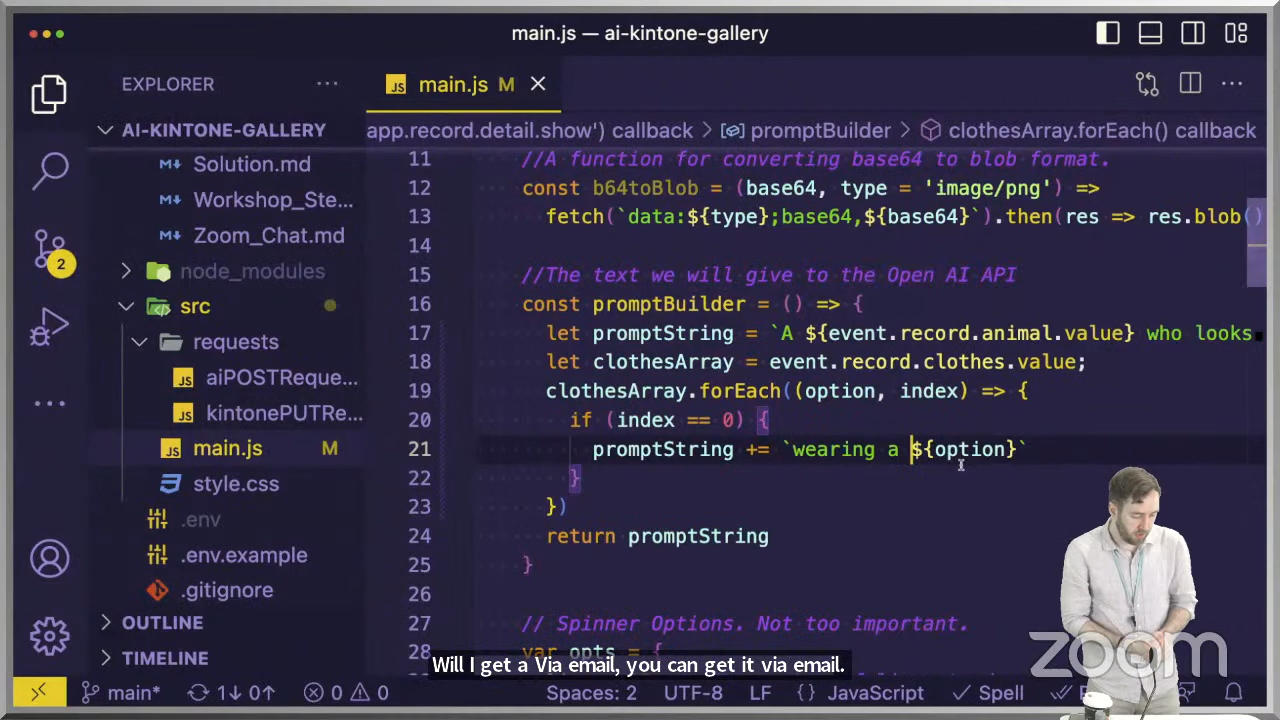 main.js — ai-kintone-gallery
EXPLORER
main.js M
AI-KINTONE-GALLERY
app.record.detail.show') callback > promptBuilder > clothesArray.forEach() callback
Solution.md
Workshop_Ste...
Zoom_Chat.md
node_modules
src
requests
aiPOSTReque...
kintonePUTRe...
main.js M
style.css
.env
.env.example
.gitignore
OUTLINE
TIMELINE
2
11 //A function for converting base64 to blob format.
12 const b64toBlob = (base64, type = 'image/png') =>
13 fetch(`data:${type};base64,${base64}`).then(res => res.blob()
14
15 //The text we will give to the Open AI API
16 const promptBuilder = () => {
17 let promptString = `A ${event.record.animal.value} who looks
18 let clothesArray = event.record.clothes.value;
19 clothesArray.forEach((option, index) => {
20 if (index == 0) {
21 promptString += `wearing a ${option}`
22 }
23 })
24 return promptString
25 }
26
27 // Spinner Options. Not too important.
28 var opts = {
Will I get a Via email, you can get it via email.
zoom
main* 1↓ 0↑ 0 0 Spaces: 2 UTF-8 LF {} JavaScript Spell